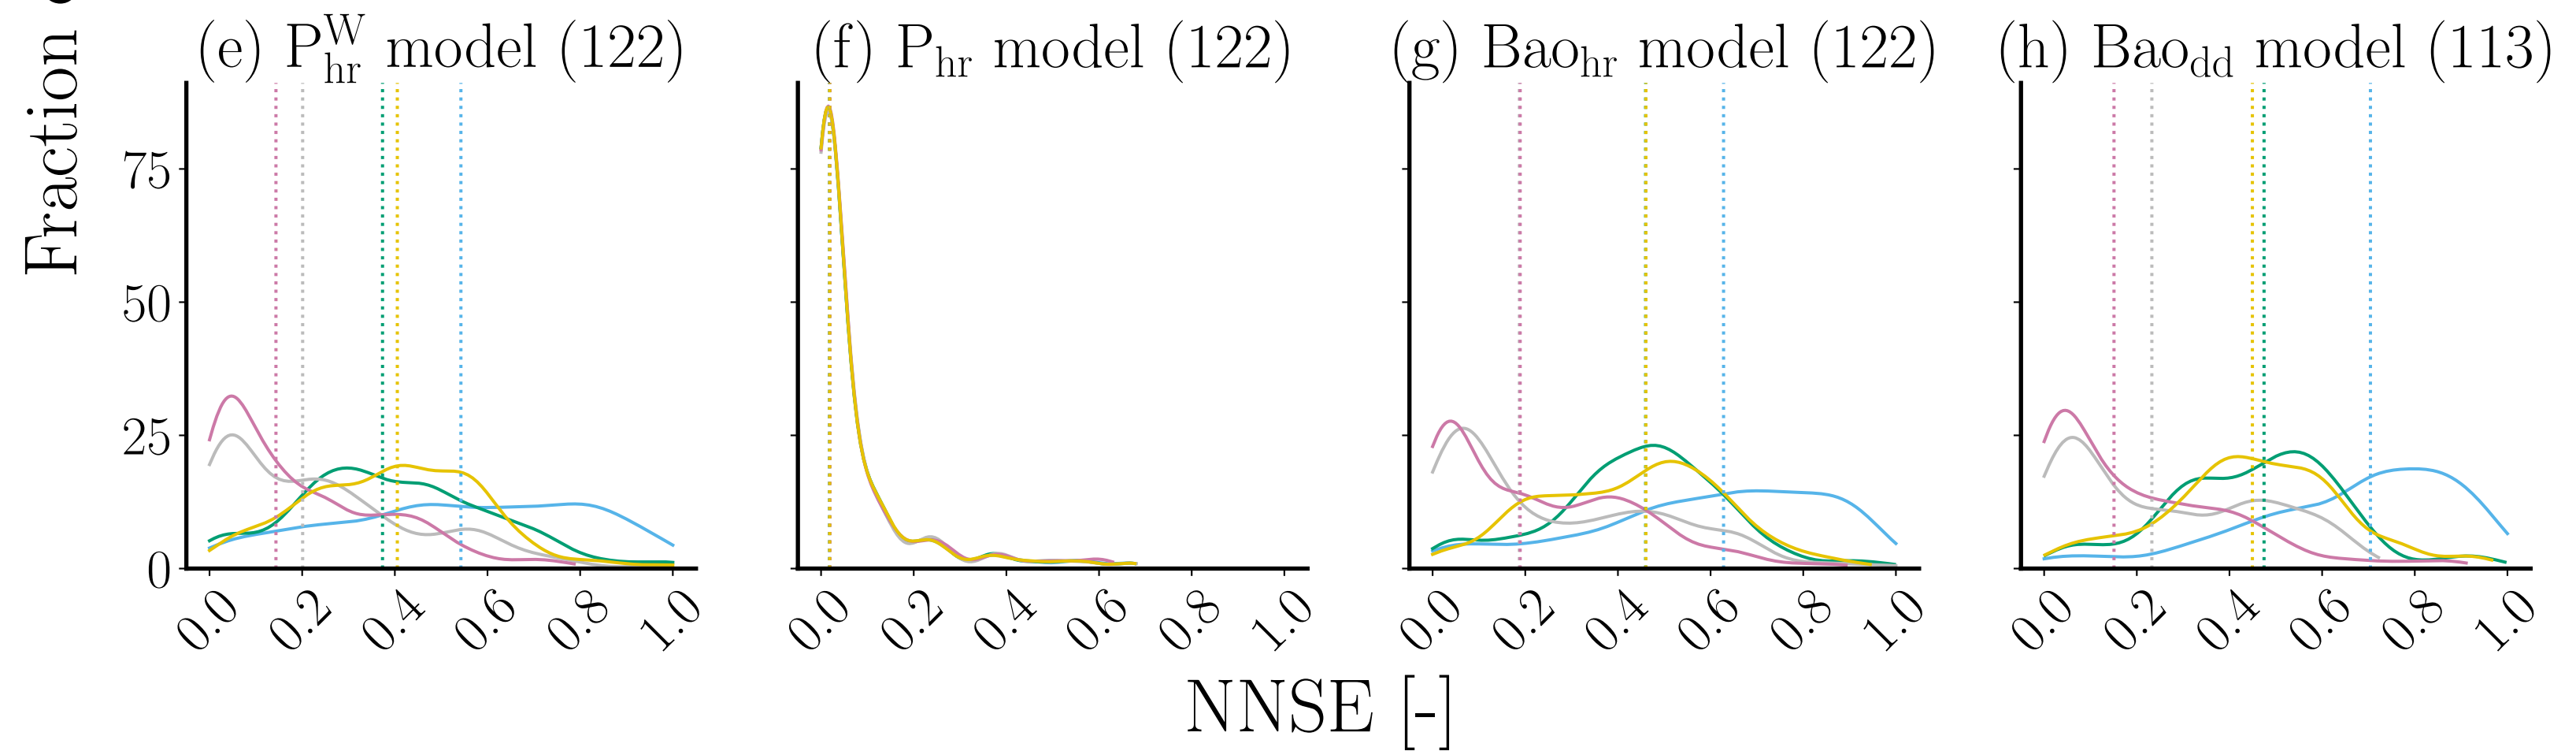 Fraction
(e) P^W_hr model (122)
(f) P_hr model (122)
(g) Bao_hr model (122)
(h) Bao_dd model (113)
75
50
25
0
0.0 0.2 0.4 0.6 0.8 1.0
0.0 0.2 0.4 0.6 0.8 1.0
0.0 0.2 0.4 0.6 0.8 1.0
0.0 0.2 0.4 0.6 0.8 1.0
NNSE [-]